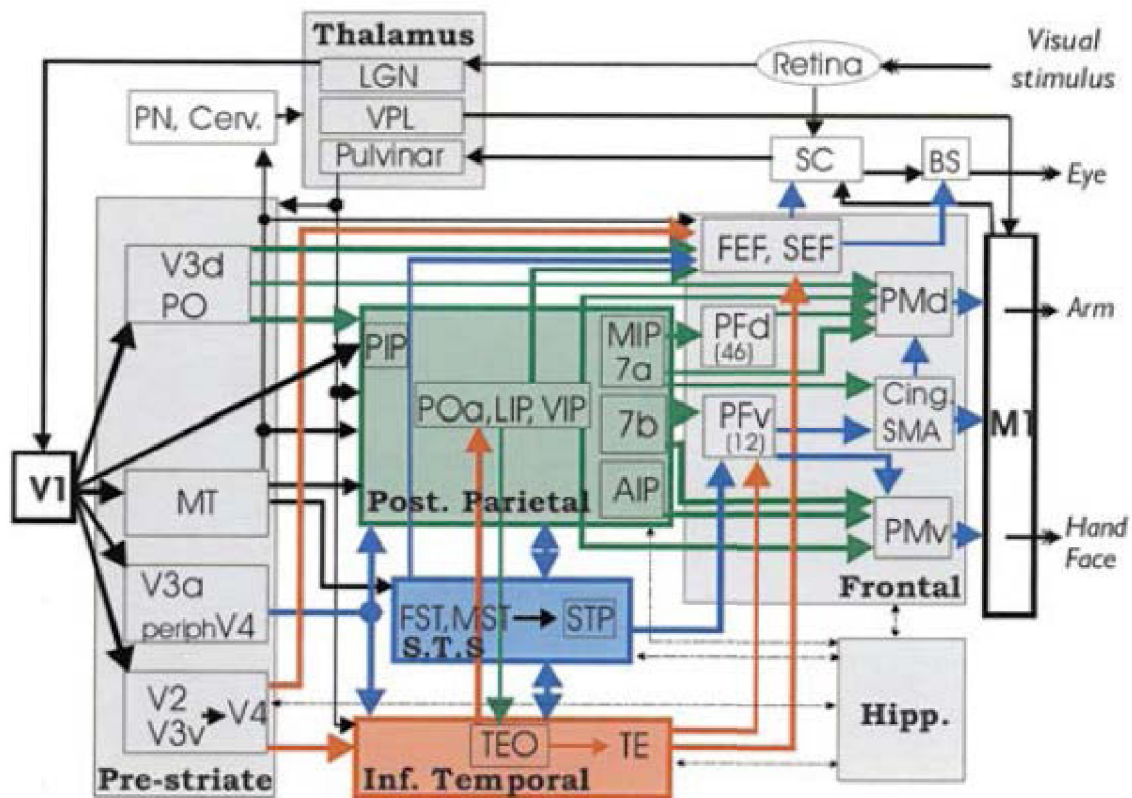 Thalamus
LGN
VPL
Pulvinar
PN, Cerv.
Retina
Visual
stimulus
SC
BS
Eye
V3d
PO
FEF, SEF
PMd
Arm
PIP
MIP
7a
PFd
(46)
POa, LIP, VIP
7b
PFv
(12)
Cing.
SMA
M1
V1
MT
AIP
Post. Parietal
PMv
Hand
Face
V3a
periphV4
Frontal
FST, MST
STP
S.T.S
V2
V3v
V4
Hipp.
TEO
TE
Pre-striate
Inf. Temporal